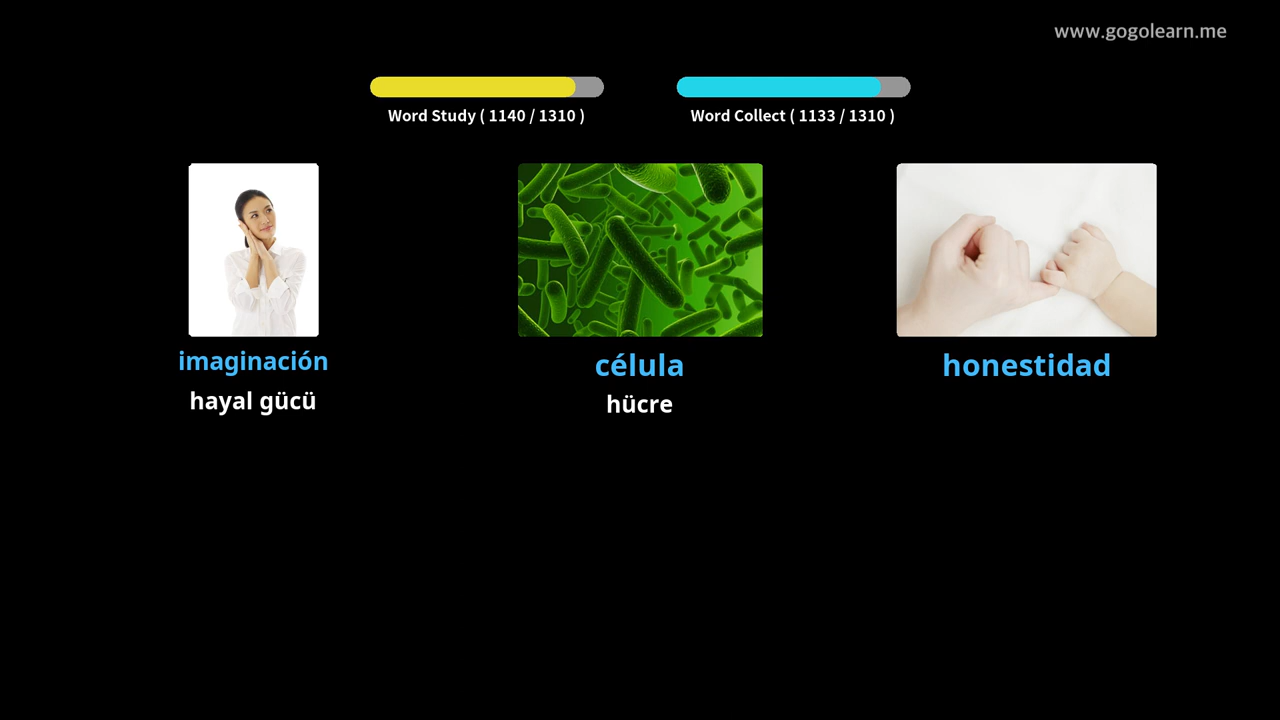 www.gogolearn.me
Word Study ( 1140 / 1310 )
Word Collect ( 1133 / 1310 )
imaginación
hayal gücü
célula
hücre
honestidad